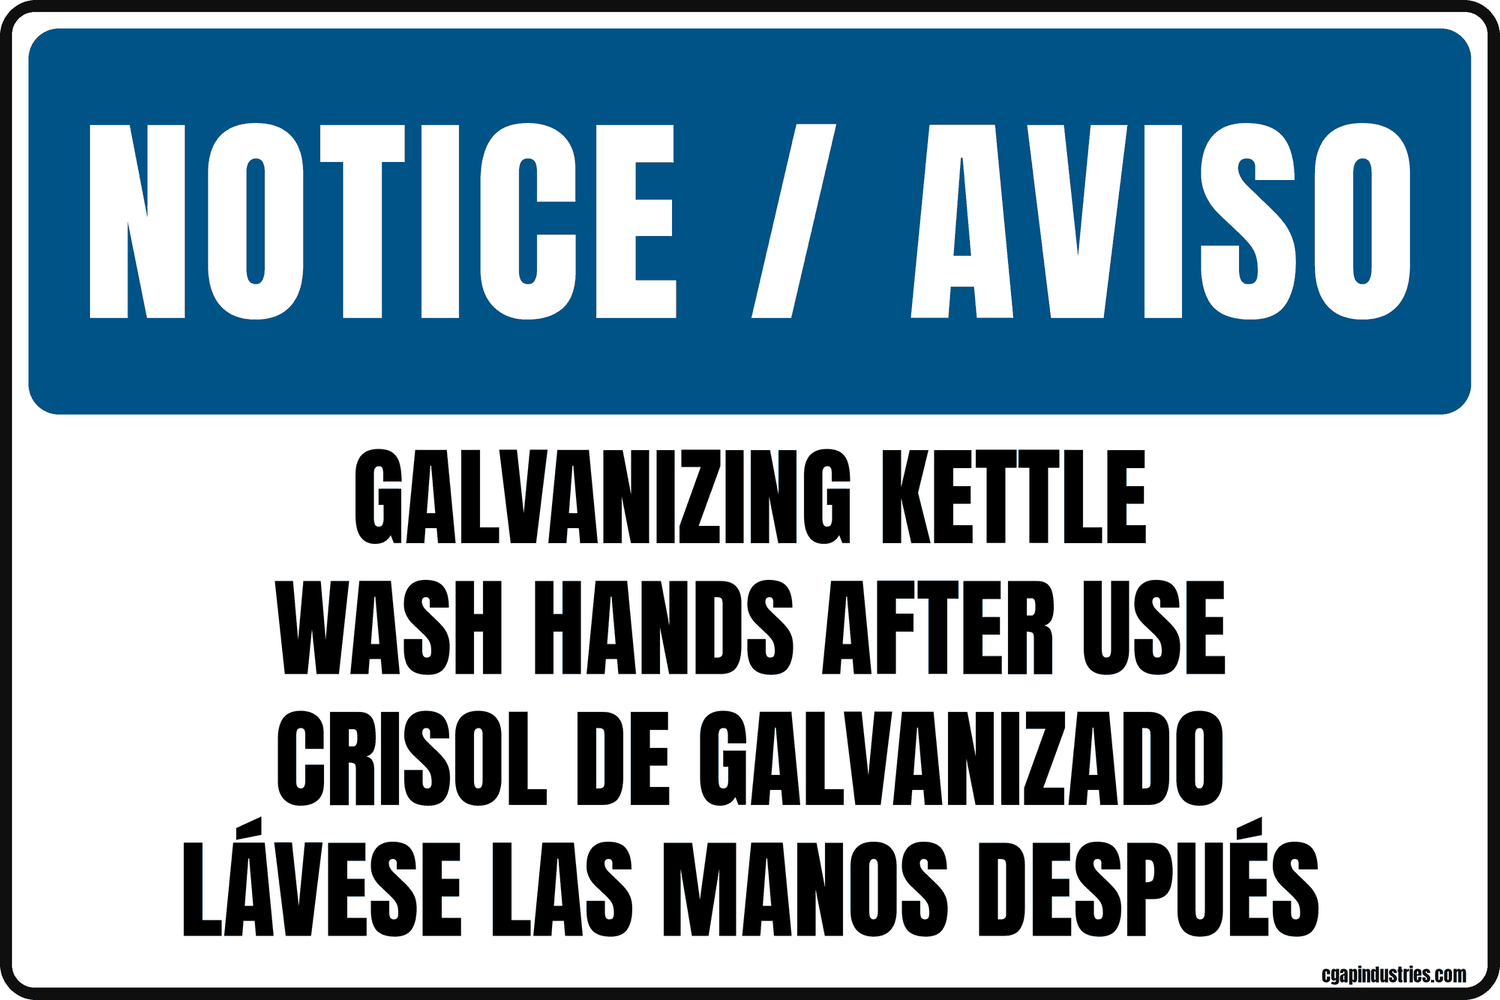 NOTICE / AVISO
GALVANIZING KETTLE
WASH HANDS AFTER USE
CRISOL DE GALVANIZADO
LÁVESE LAS MANOS DESPUÉS
cgapindustries.com